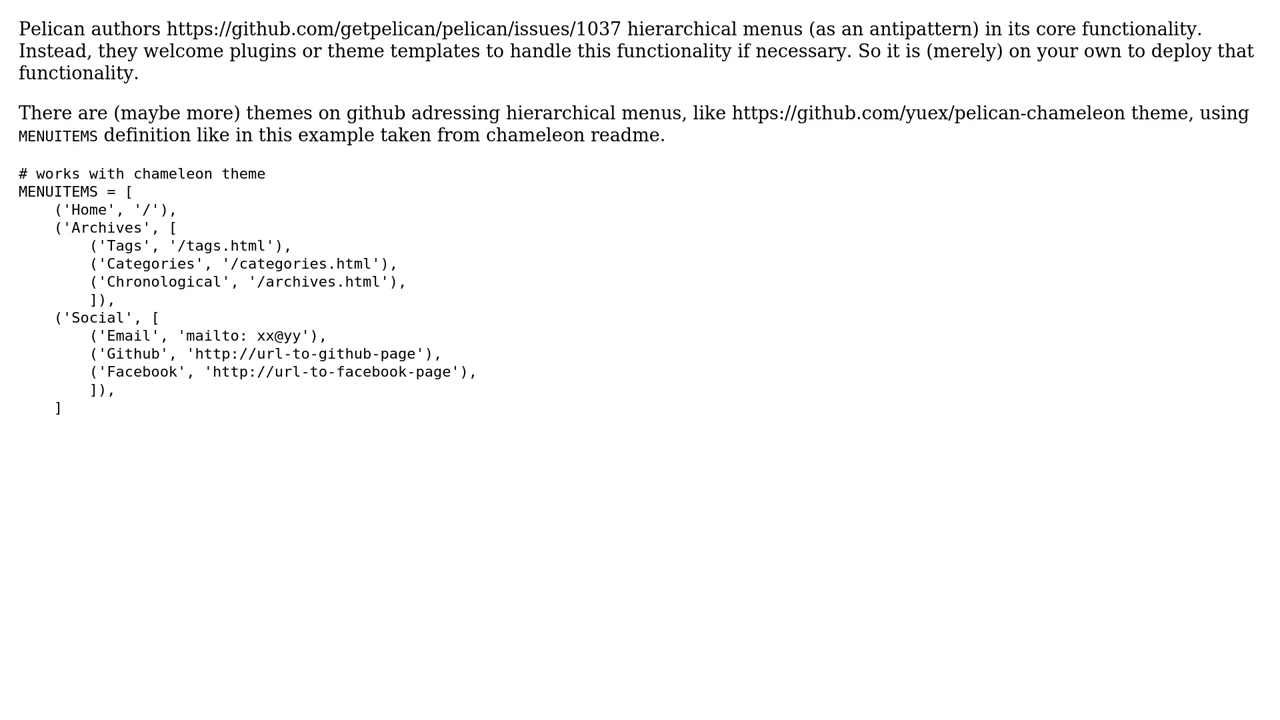 Pelican authors https://github.com/getpelican/pelican/issues/1037 hierarchical menus (as an antipattern) in its core functionality.
Instead, they welcome plugins or theme templates to handle this functionality if necessary. So it is (merely) on your own to deploy that
functionality.
There are (maybe more) themes on github adressing hierarchical menus, like https://github.com/yuex/pelican-chameleon theme, using
MENUITEMS definition like in this example taken from chameleon readme.
# works with chameleon theme
MENUITEMS = [
    ('Home', '/'),
    ('Archives', [
        ('Tags', '/tags.html'),
        ('Categories', '/categories.html'),
        ('Chronological', '/archives.html'),
        ]),
    ('Social', [
        ('Email', 'mailto: xx@yy'),
        ('Github', 'http://url-to-github-page'),
        ('Facebook', 'http://url-to-facebook-page'),
        ]),
    ]